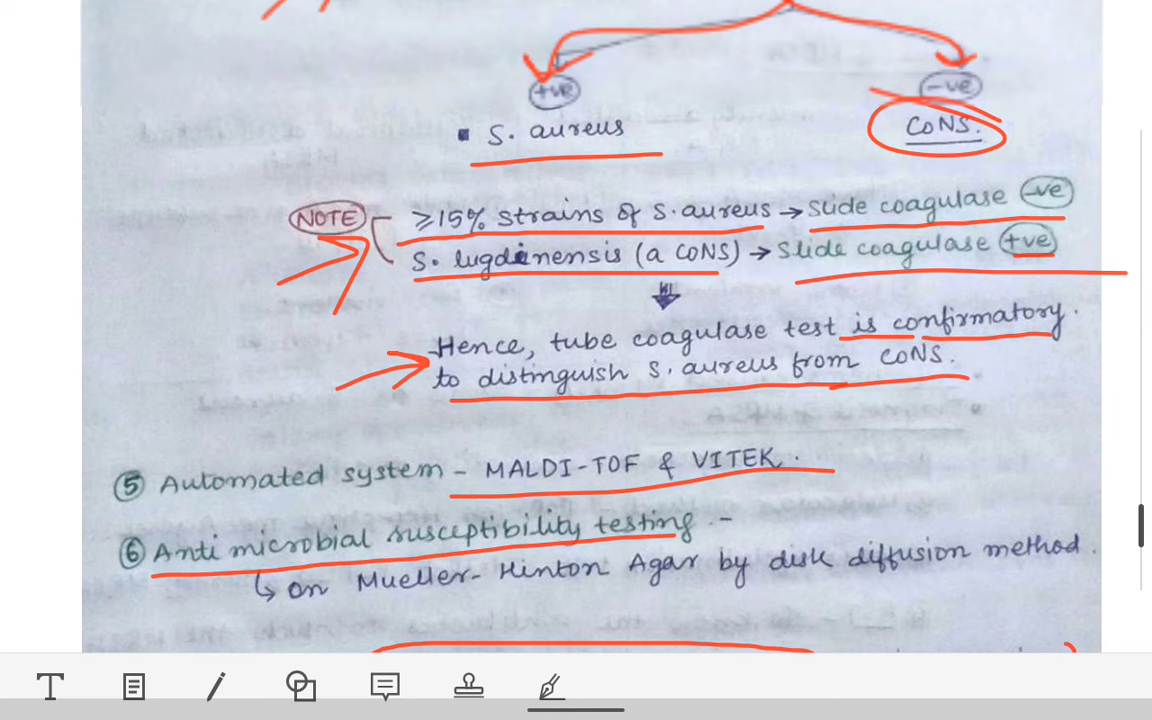 +ve
-ve
S. aureus
CoNS.
NOTE
≥15% strains of S. aureus → slide coagulase -ve
S. lugdinensis (a CoNS) → Slide coagulase +ve
Hence, tube coagulase test is confirmatory.
to distinguish S. aureus from CoNS.
5 Automated system - MALDI-TOF & VITEK.
6 Anti microbial susceptibility testing :-
↳ on Mueller-Hinton Agar by disk diffusion method.